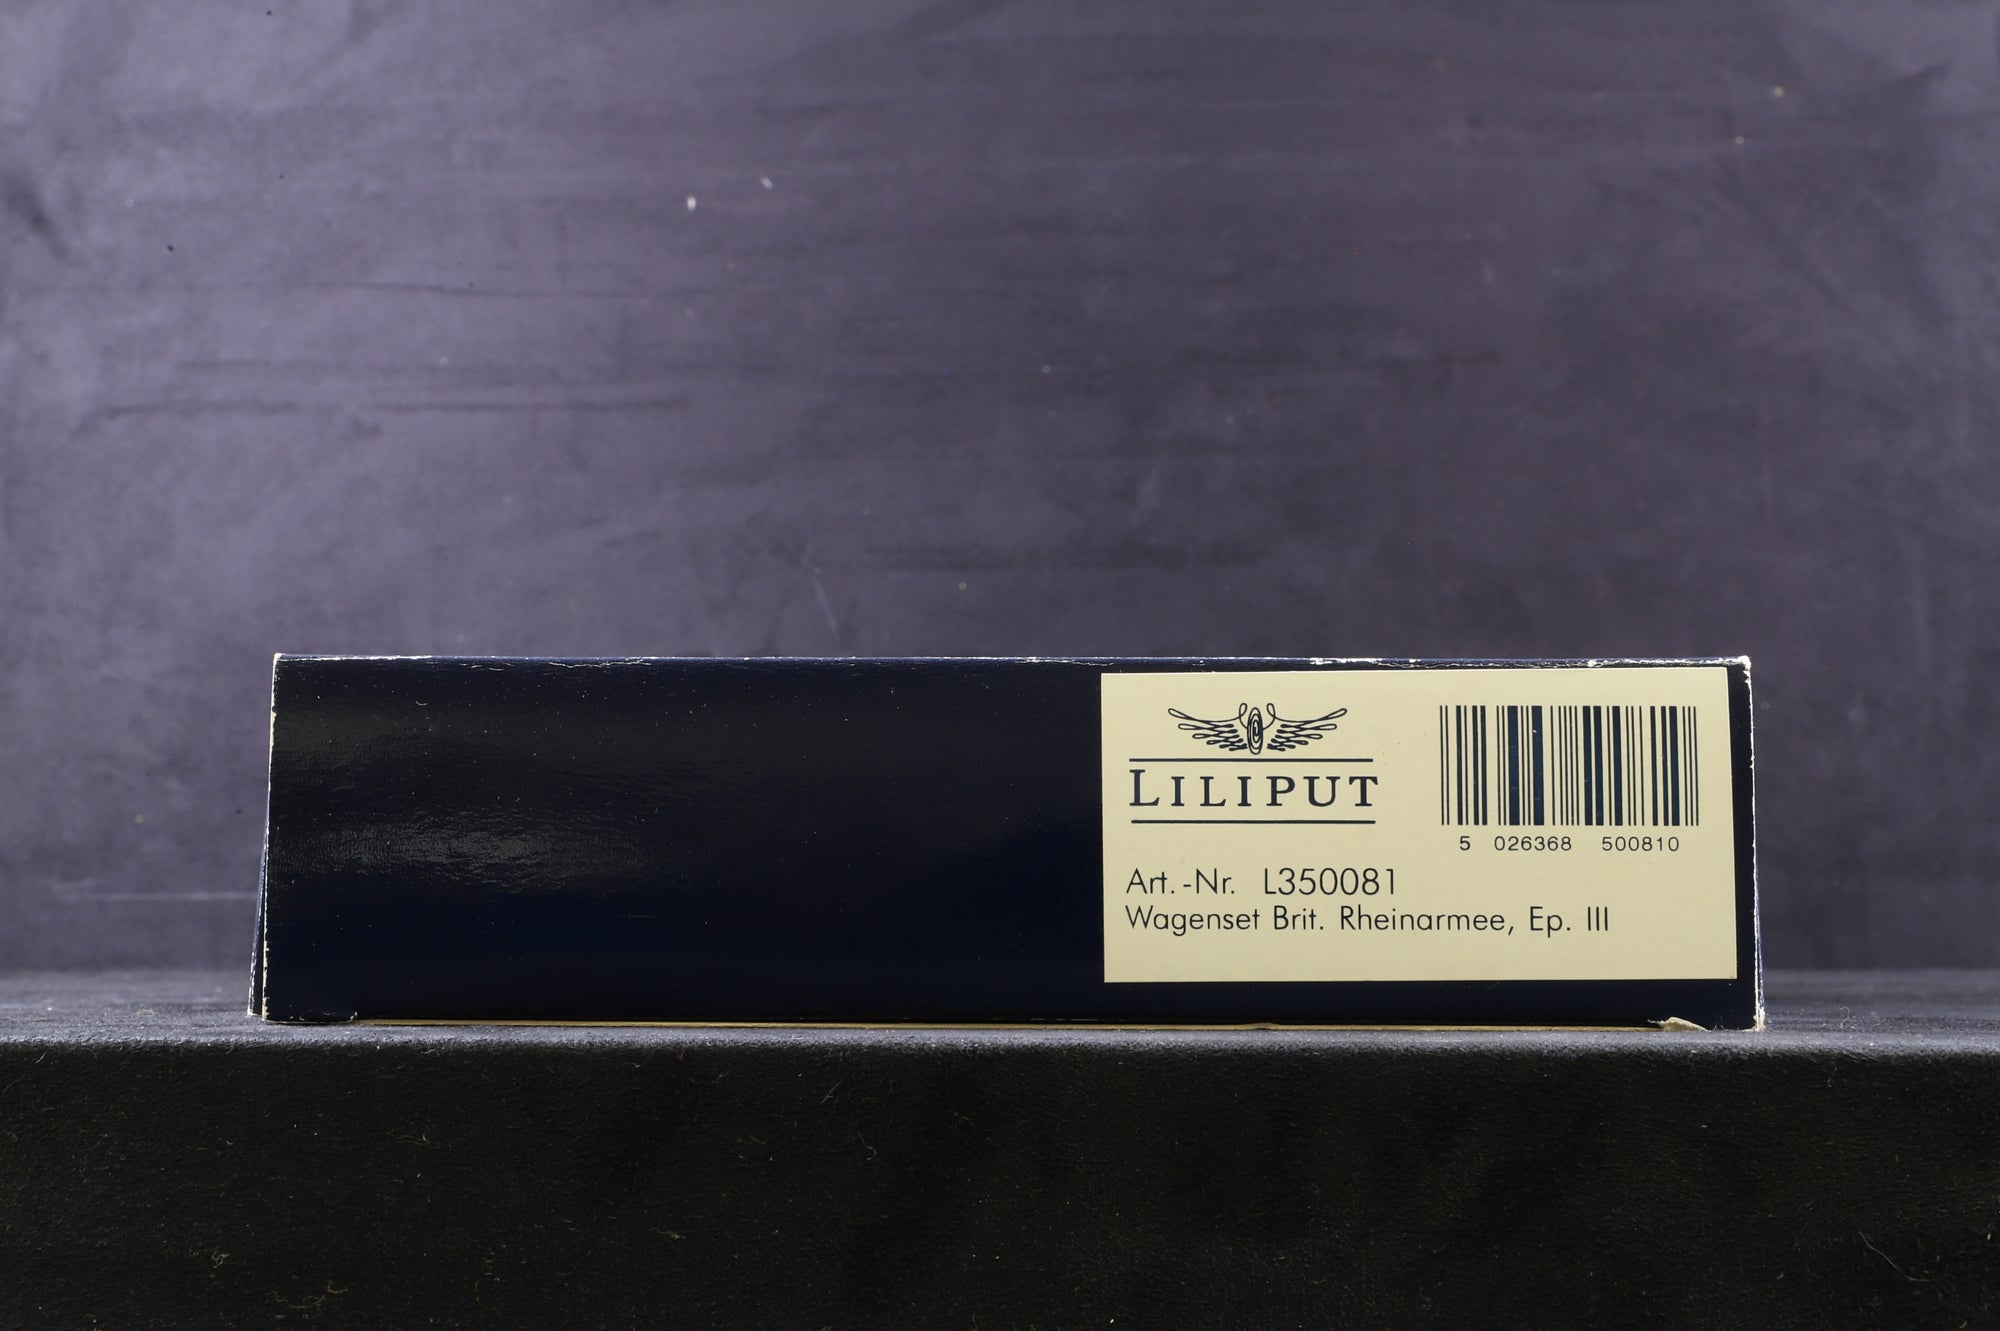 LILIPUT
5 026368 500810
Art.-Nr. L350081
Wagenset Brit. Rheinarmee, Ep. III